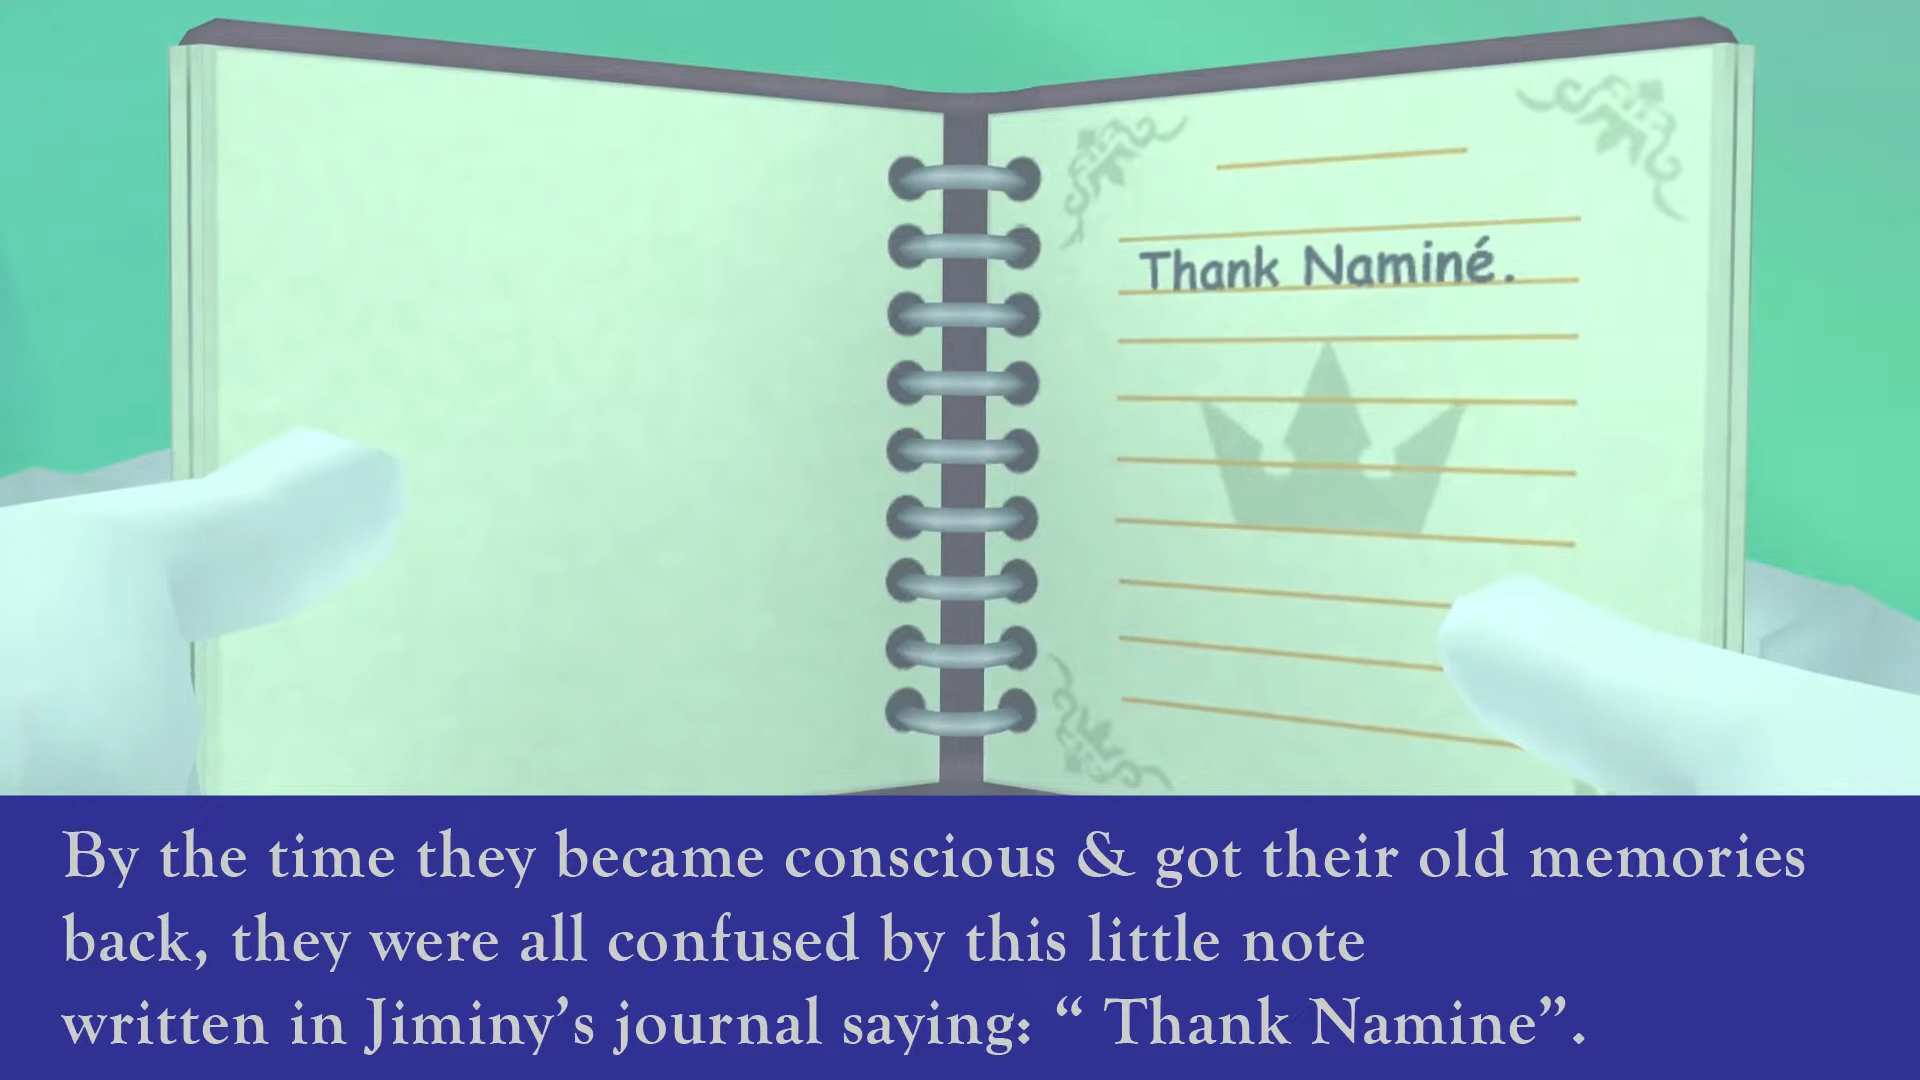 Thank Naminé.
By the time they became conscious & got their old memories
back, they were all confused by this little note
written in Jiminy’s journal saying: “ Thank Namine”.